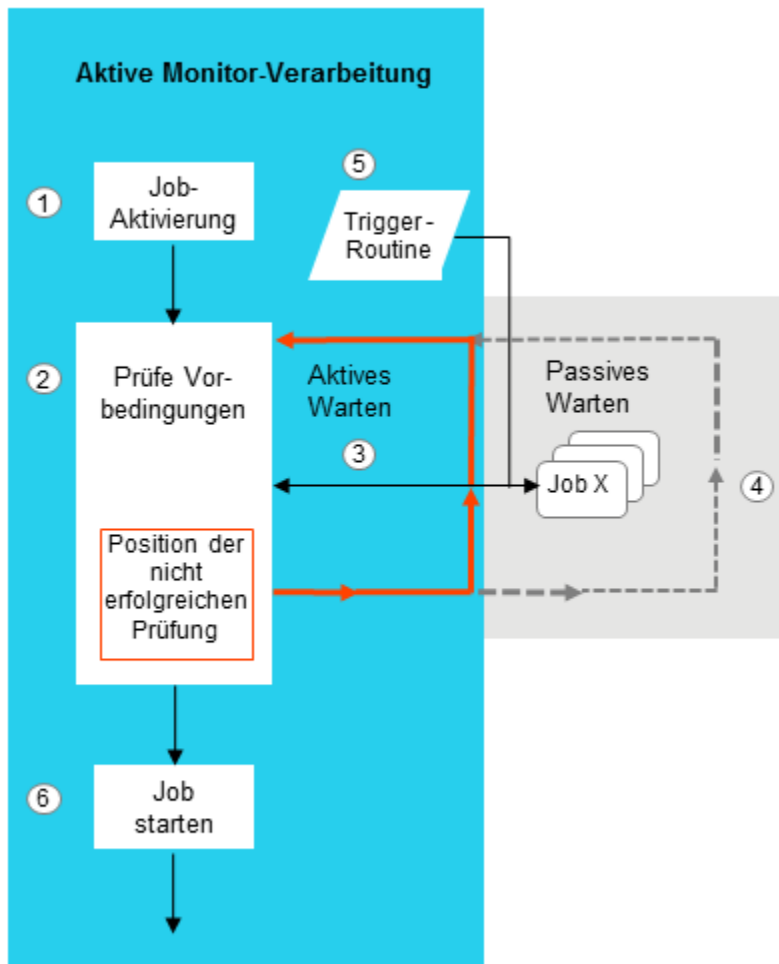 Aktive Monitor-Verarbeitung
5
1
Job-
Aktivierung
Trigger-
Routine
2
Prüfe Vor-
bedingungen
Aktives
Warten
Passives
Warten
3
Job X
4
Position der
nicht
erfolgreichen
Prüfung
6
Job
starten